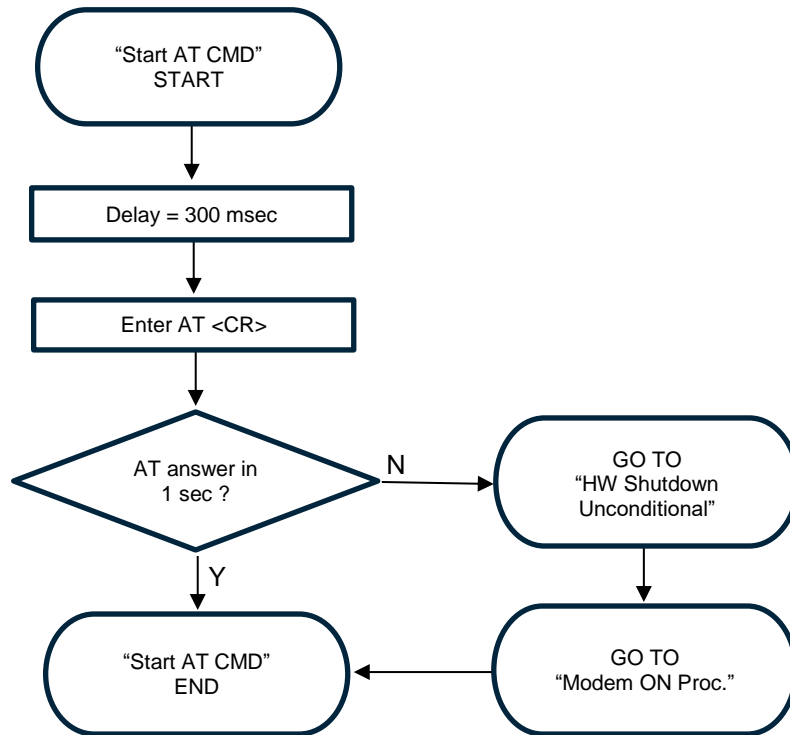 “Start AT CMD”
START
Delay = 300 msec
Enter AT <CR>
AT answer in
1 sec ?
N
GO TO
“HW Shutdown
Unconditional”
Y
“Start AT CMD”
END
GO TO
“Modem ON Proc.”